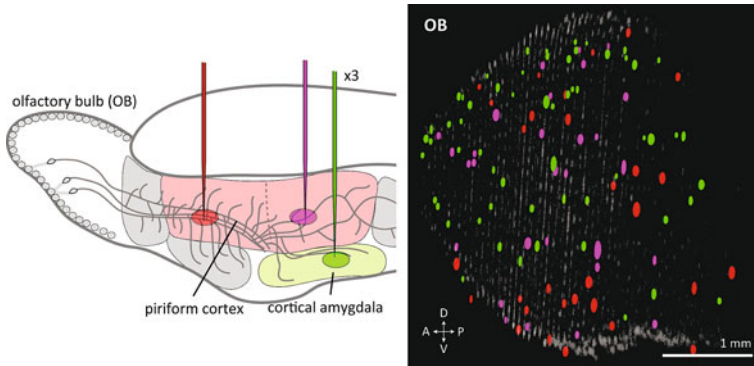 x3
olfactory bulb (OB)
piriform cortex
cortical amygdala
OB
D
A P
V
1 mm